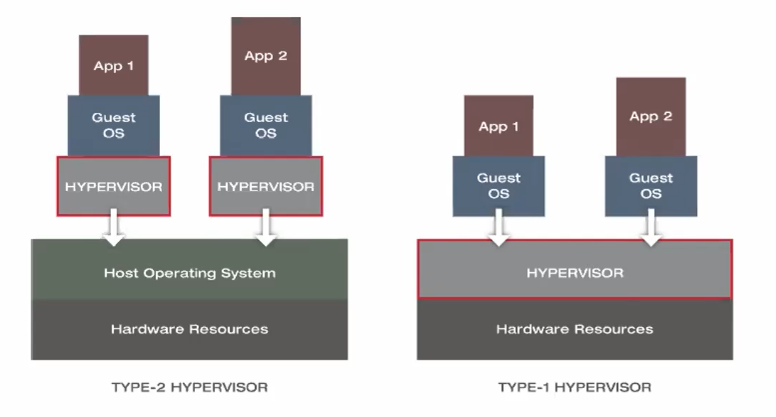 App 1
App 2
Guest
OS
Guest
OS
HYPERVISOR
HYPERVISOR
Host Operating System
Hardware Resources
TYPE-2 HYPERVISOR
App 1
App 2
Guest
OS
Guest
OS
HYPERVISOR
Hardware Resources
TYPE-1 HYPERVISOR